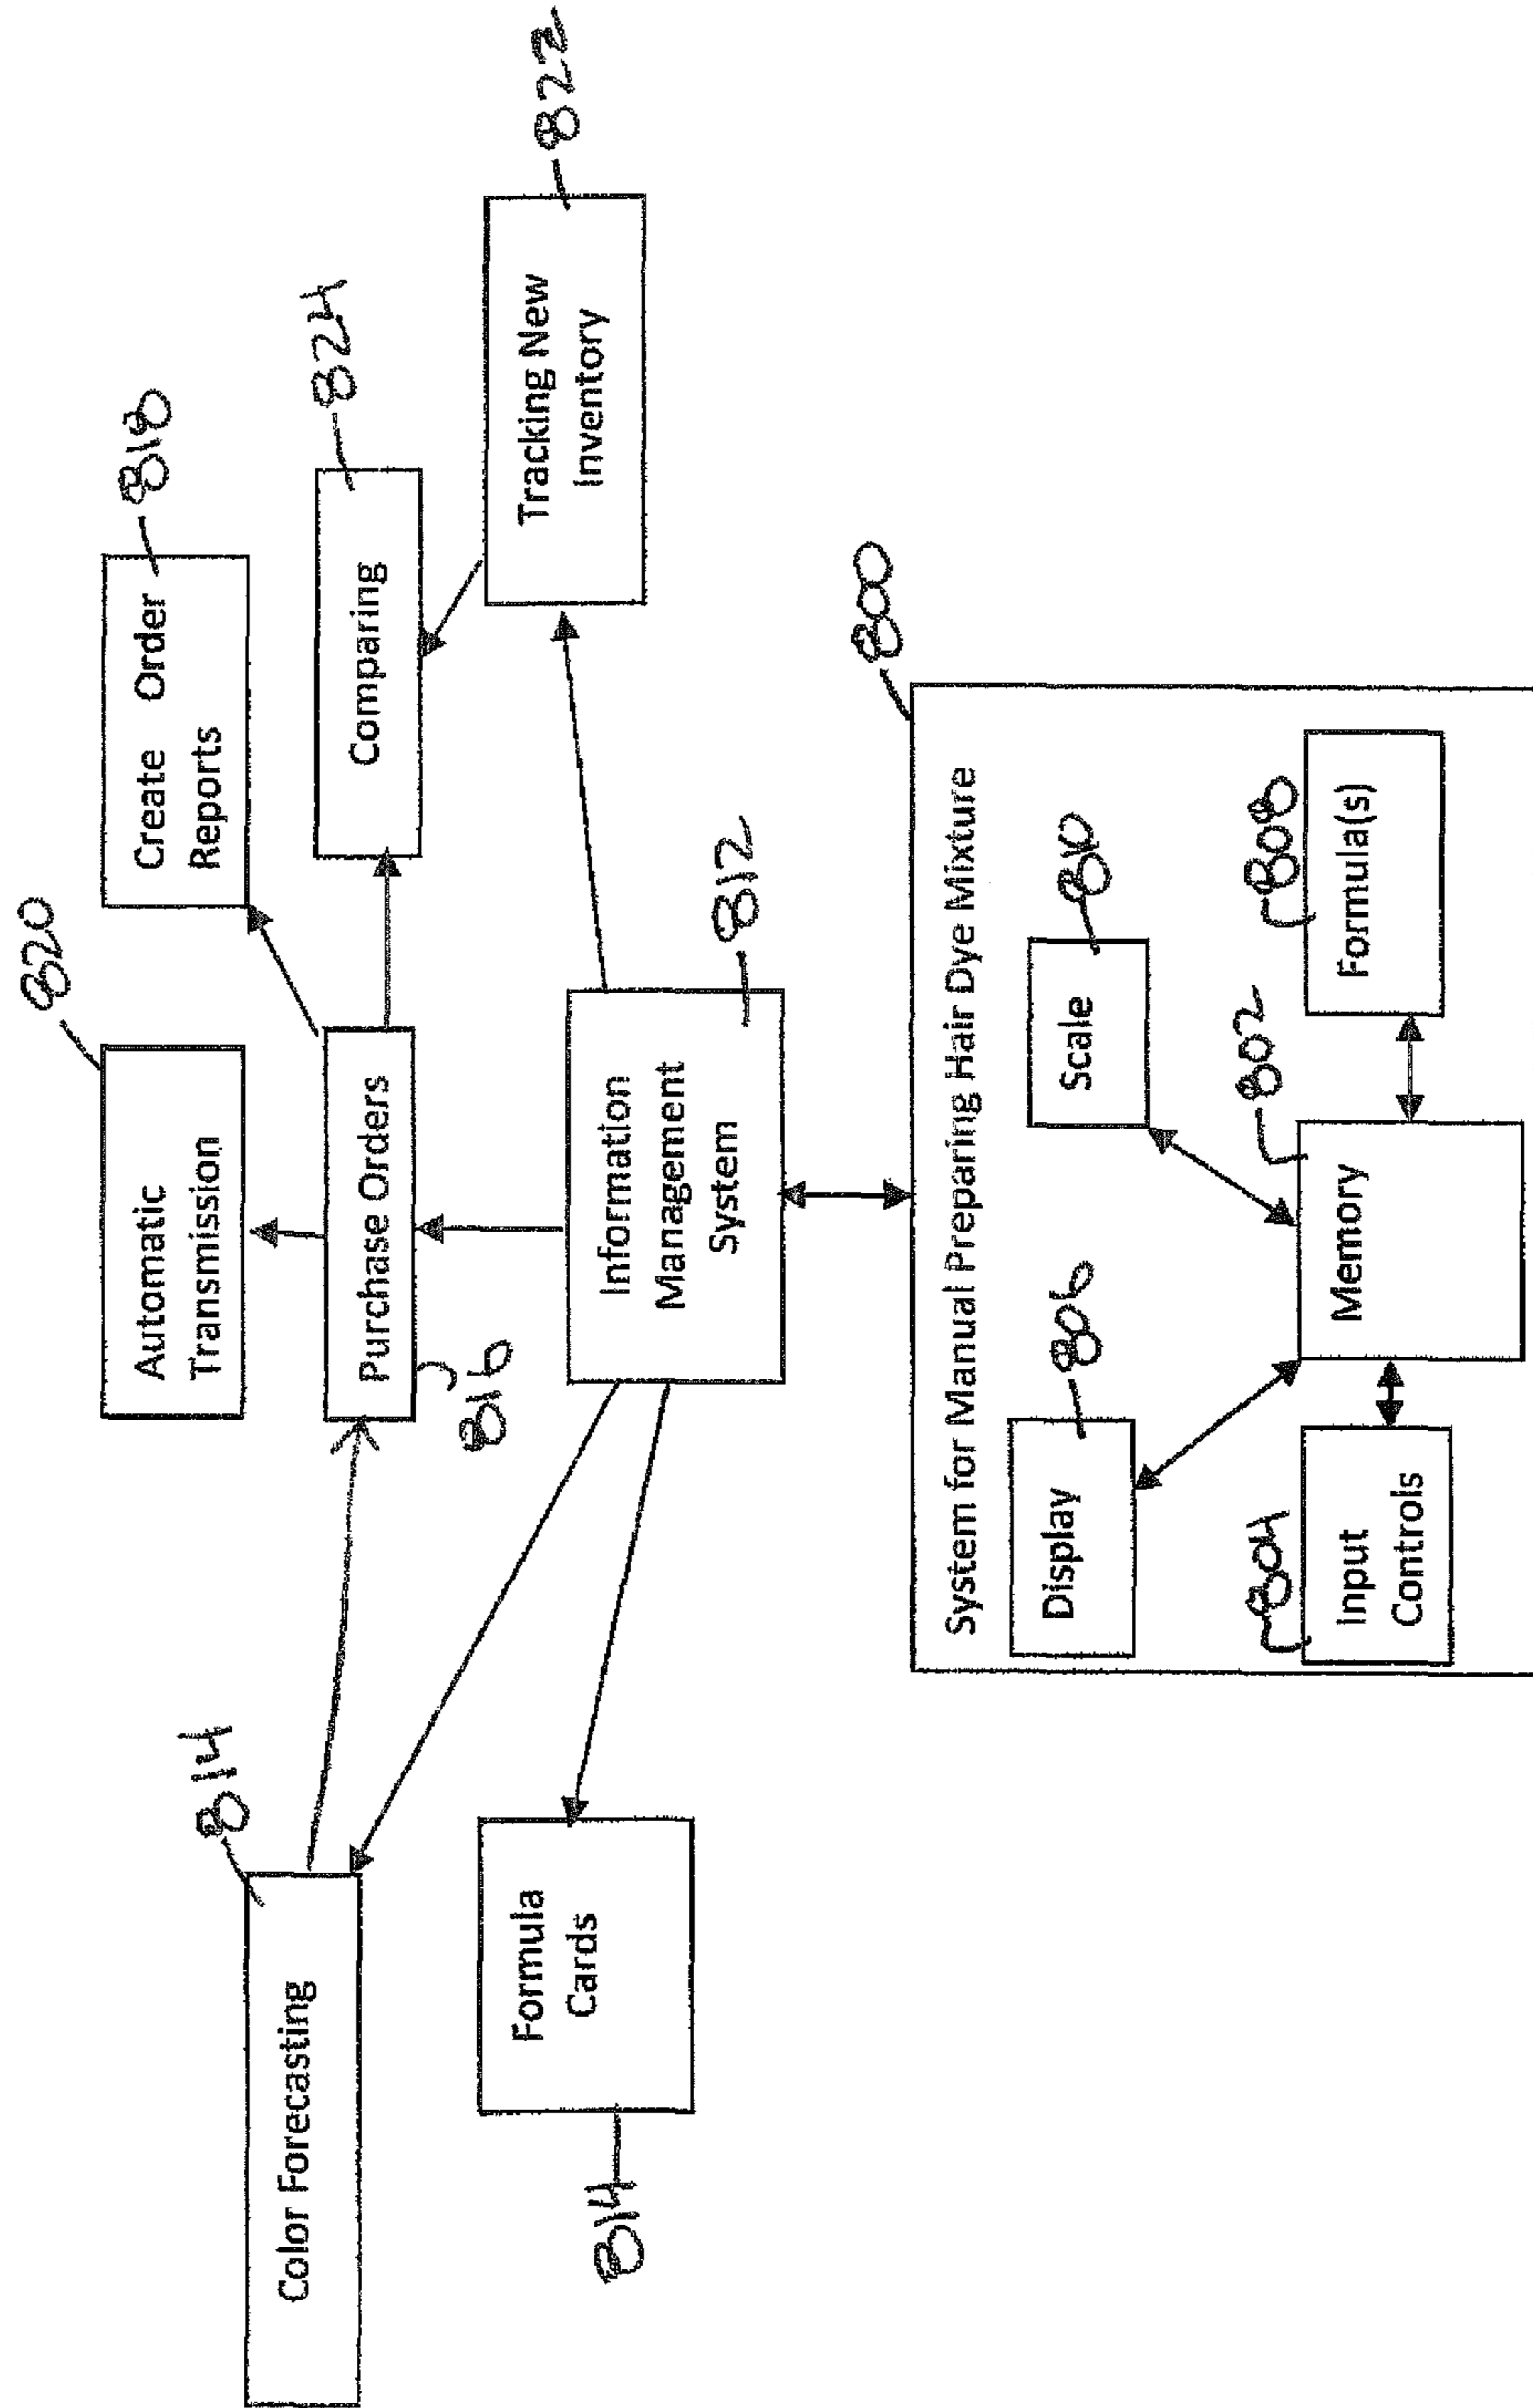 820
Automatic
Transmission
818
Create Order
Reports
814
Color Forecasting
Purchase Orders
816
824
Comparing
814
Formula
Cards
Information
Management
System
812
822
Tracking New
Inventory
800
System for Manual Preparing Hair Dye Mixture
Display
806
Scale
810
804
Input
Controls
802
Memory
808
Formula(s)